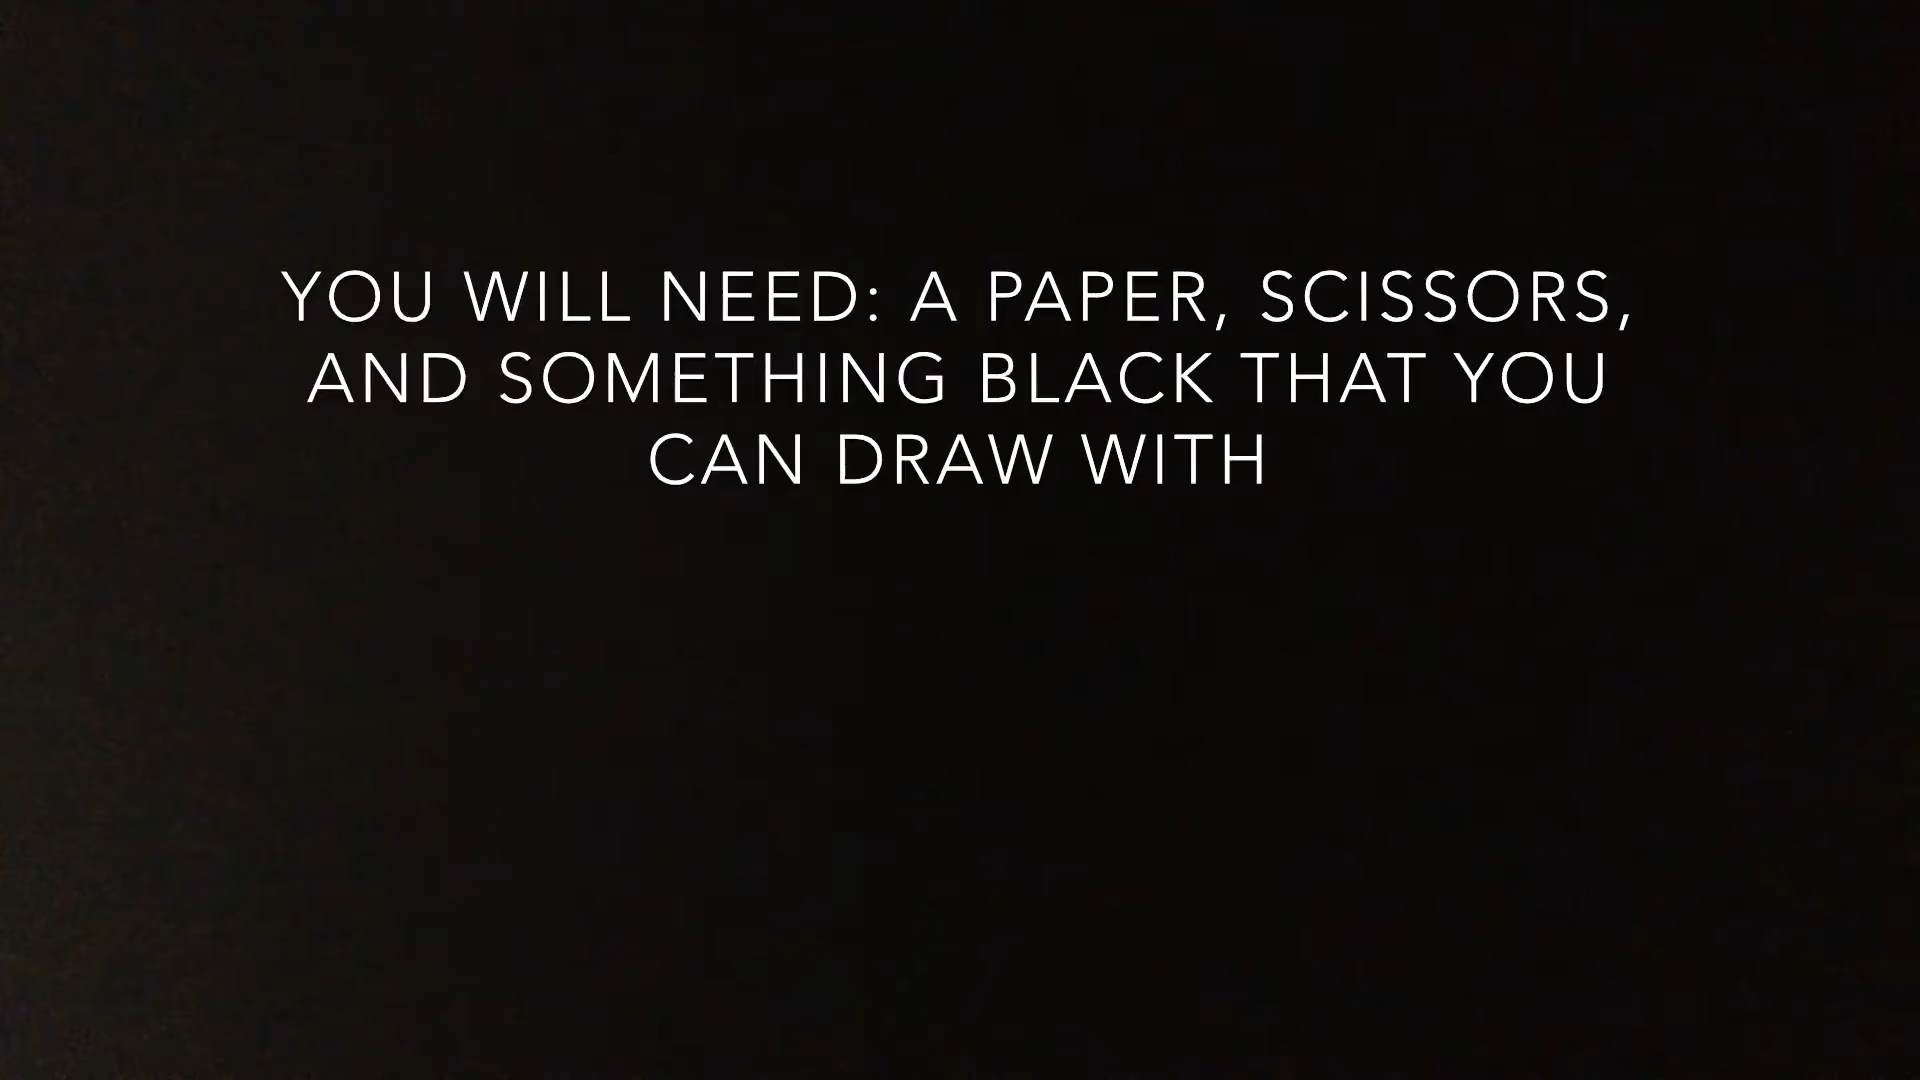 YOU WILL NEED: A PAPER, SCISSORS,
AND SOMETHING BLACK THAT YOU
CAN DRAW WITH